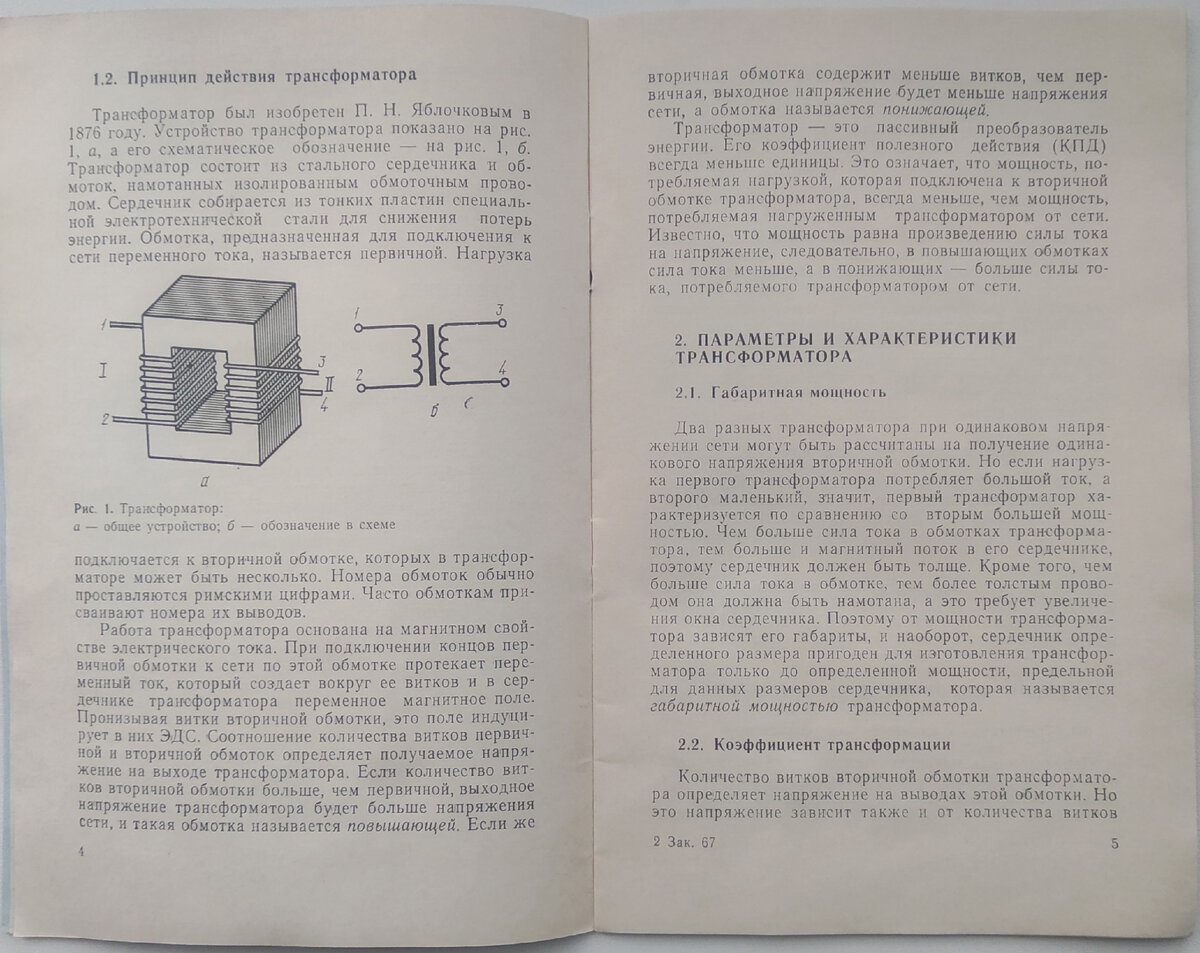 1.2. Принцип действия трансформатора
Трансформатор был изобретен П. Н. Яблочковым в
1876 году. Устройство трансформатора показано на рис.
1, а, а его схематическое обозначение — на рис. 1, б.
Трансформатор состоит из стального сердечника и об-
моток, намотанных изолированным обмоточным прово-
дом. Сердечник собирается из тонких пластин специаль-
ной электротехнической стали для снижения потерь
энергии. Обмотка, предназначенная для подключения к
сети переменного тока, называется первичной. Нагрузка
1
I
2
3
II
4
а
1
2
3
4
б
Рис. 1. Трансформатор:
а — общее устройство; б — обозначение в схеме
подключается к вторичной обмотке, которых в трансфор-
маторе может быть несколько. Номера обмоток обычно
проставляются римскими цифрами. Часто обмоткам при-
сваивают номера их выводов.
Работа трансформатора основана на магнитном свой-
стве электрического тока. При подключении концов пер-
вичной обмотки к сети по этой обмотке протекает пере-
менный ток, который создает вокруг ее витков и в сер-
дечнике трансформатора переменное магнитное поле.
Пронизывая витки вторичной обмотки, это поле индуци-
рует в них ЭДС. Соотношение количества витков первич-
ной и вторичной обмоток определяет получаемое напря-
жение на выходе трансформатора. Если количество вит-
ков вторичной обмотки больше, чем первичной, выходное
напряжение трансформатора будет больше напряжения
сети, и такая обмотка называется повышающей. Если же
4
вторичная обмотка содержит меньше витков, чем пер-
вичная, выходное напряжение будет меньше напряжения
сети, а обмотка называется понижающей.
Трансформатор — это пассивный преобразователь
энергии. Его коэффициент полезного действия (КПД)
всегда меньше единицы. Это означает, что мощность, по-
требляемая нагрузкой, которая подключена к вторичной
обмотке трансформатора, всегда меньше, чем мощность,
потребляемая нагруженным трансформатором от сети.
Известно, что мощность равна произведению силы тока
на напряжение, следовательно, в повышающих обмотках
сила тока меньше, а в понижающих — больше силы то-
ка, потребляемого трансформатором от сети.
2. ПАРАМЕТРЫ И ХАРАКТЕРИСТИКИ
ТРАНСФОРМАТОРА
2.1. Габаритная мощность
Два разных трансформатора при одинаковом напря-
жении сети могут быть рассчитаны на получение одина-
кового напряжения вторичной обмотки. Но если нагруз-
ка первого трансформатора потребляет большой ток, а
второго маленький, значит, первый трансформатор ха-
рактеризуется по сравнению со вторым большей мощ-
ностью. Чем больше сила тока в обмотках трансформа-
тора, тем больше и магнитный поток в его сердечнике,
поэтому сердечник должен быть толще. Кроме того, чем
больше сила тока в обмотке, тем более толстым прово-
дом она должна быть намотана, а это требует увеличе-
ния окна сердечника. Поэтому от мощности трансформа-
тора зависят его габариты, и наоборот, сердечник опре-
деленного размера пригоден для изготовления трансфор-
матора только до определенной мощности, предельной
для данных размеров сердечника, которая называется
габаритной мощностью трансформатора.
2.2. Коэффициент трансформации
Количество витков вторичной обмотки трансформато-
ра определяет напряжение на выводах этой обмотки. Но
это напряжение зависит также и от количества витков
2 Зак. 67
5